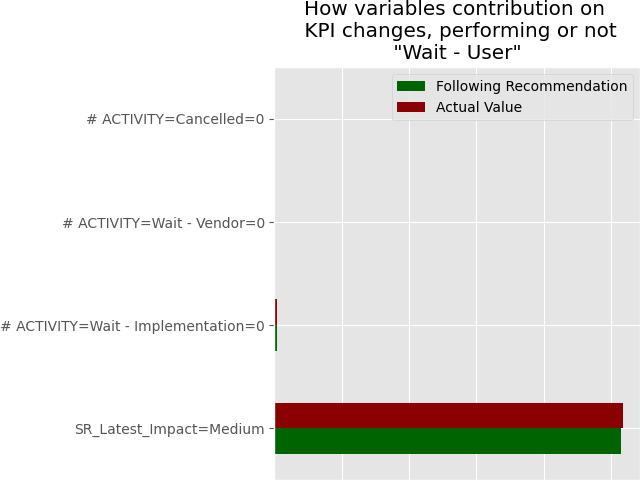 How variables contribution on
KPI changes, performing or not
"Wait - User"
Following Recommendation
Actual Value
# ACTIVITY=Cancelled=0
# ACTIVITY=Wait - Vendor=0
# ACTIVITY=Wait - Implementation=0
SR_Latest_Impact=Medium